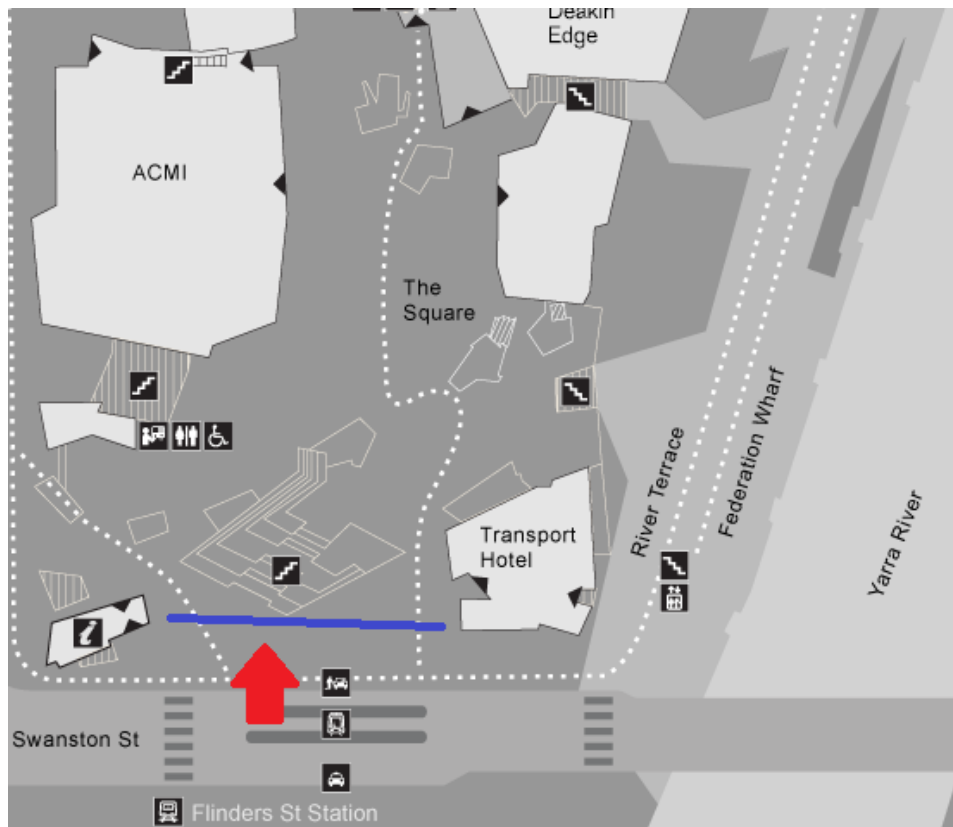 Deakin
Edge
ACMI
The
Square
River Terrace
Federation Wharf
Yarra River
Transport
Hotel
i
Swanston St
Flinders St Station